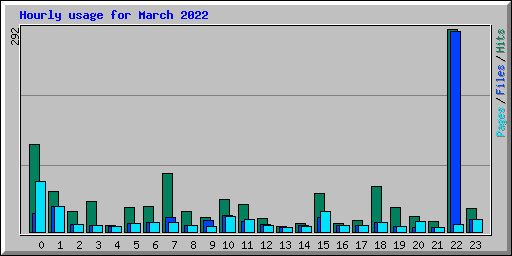 Hourly usage for March 2022
292
Pages/Files/Hits
0 1 2 3 4 5 6 7 8 9 10 11 12 13 14 15 16 17 18 19 20 21 22 23